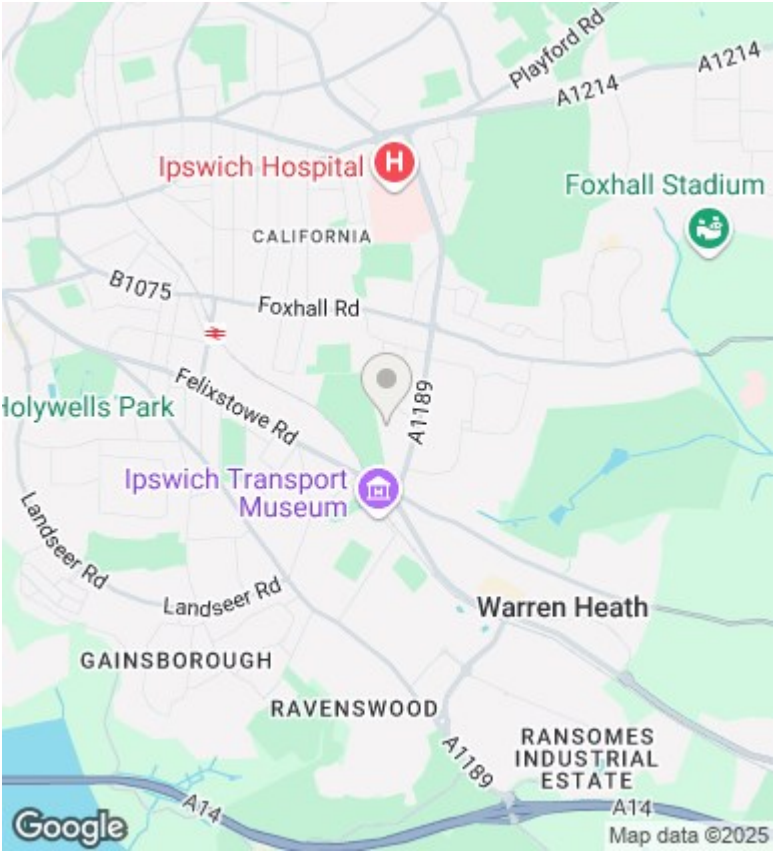 Playford Rd
A1214
A1214
Ipswich Hospital
H
Foxhall Stadium
CALIFORNIA
B1075
Foxhall Rd
Felixstowe Rd
Holywells Park
A1189
Ipswich Transport
Museum
Landseer Rd
Landseer Rd
Warren Heath
GAINSBOROUGH
RAVENSWOOD
A1189
RANSOMES
INDUSTRIAL
ESTATE
A14
A14
Google
Map data ©2025